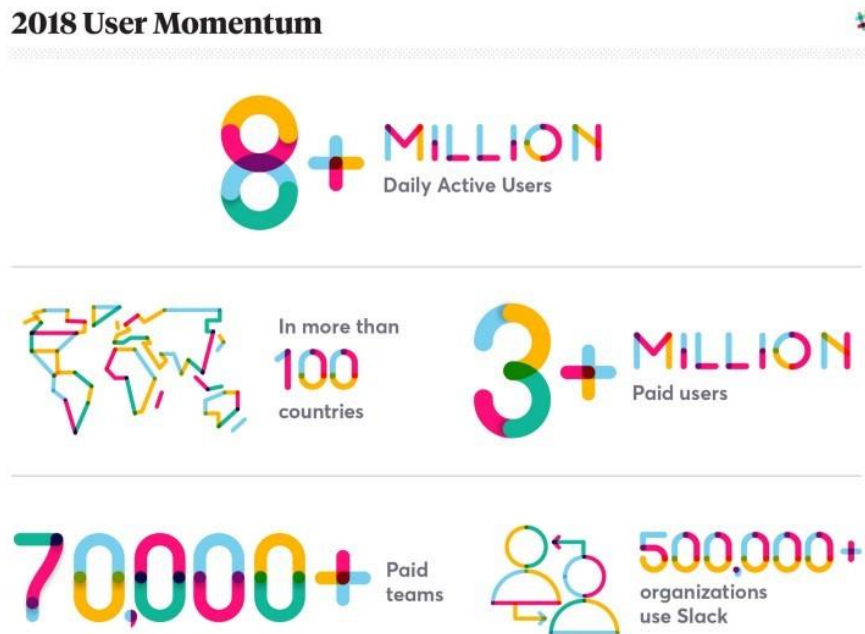 2018 User Momentum
8+ MILLION
Daily Active Users
In more than
100
countries
3+ MILLION
Paid users
70,000+
Paid
teams
500,000+
organizations
use Slack